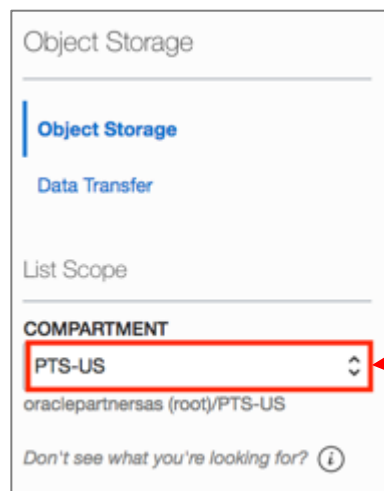 Object Storage
Object Storage
Data Transfer
List Scope
COMPARTMENT
PTS-US
oraclepartnersas (root)/PTS-US
Don't see what you're looking for? i